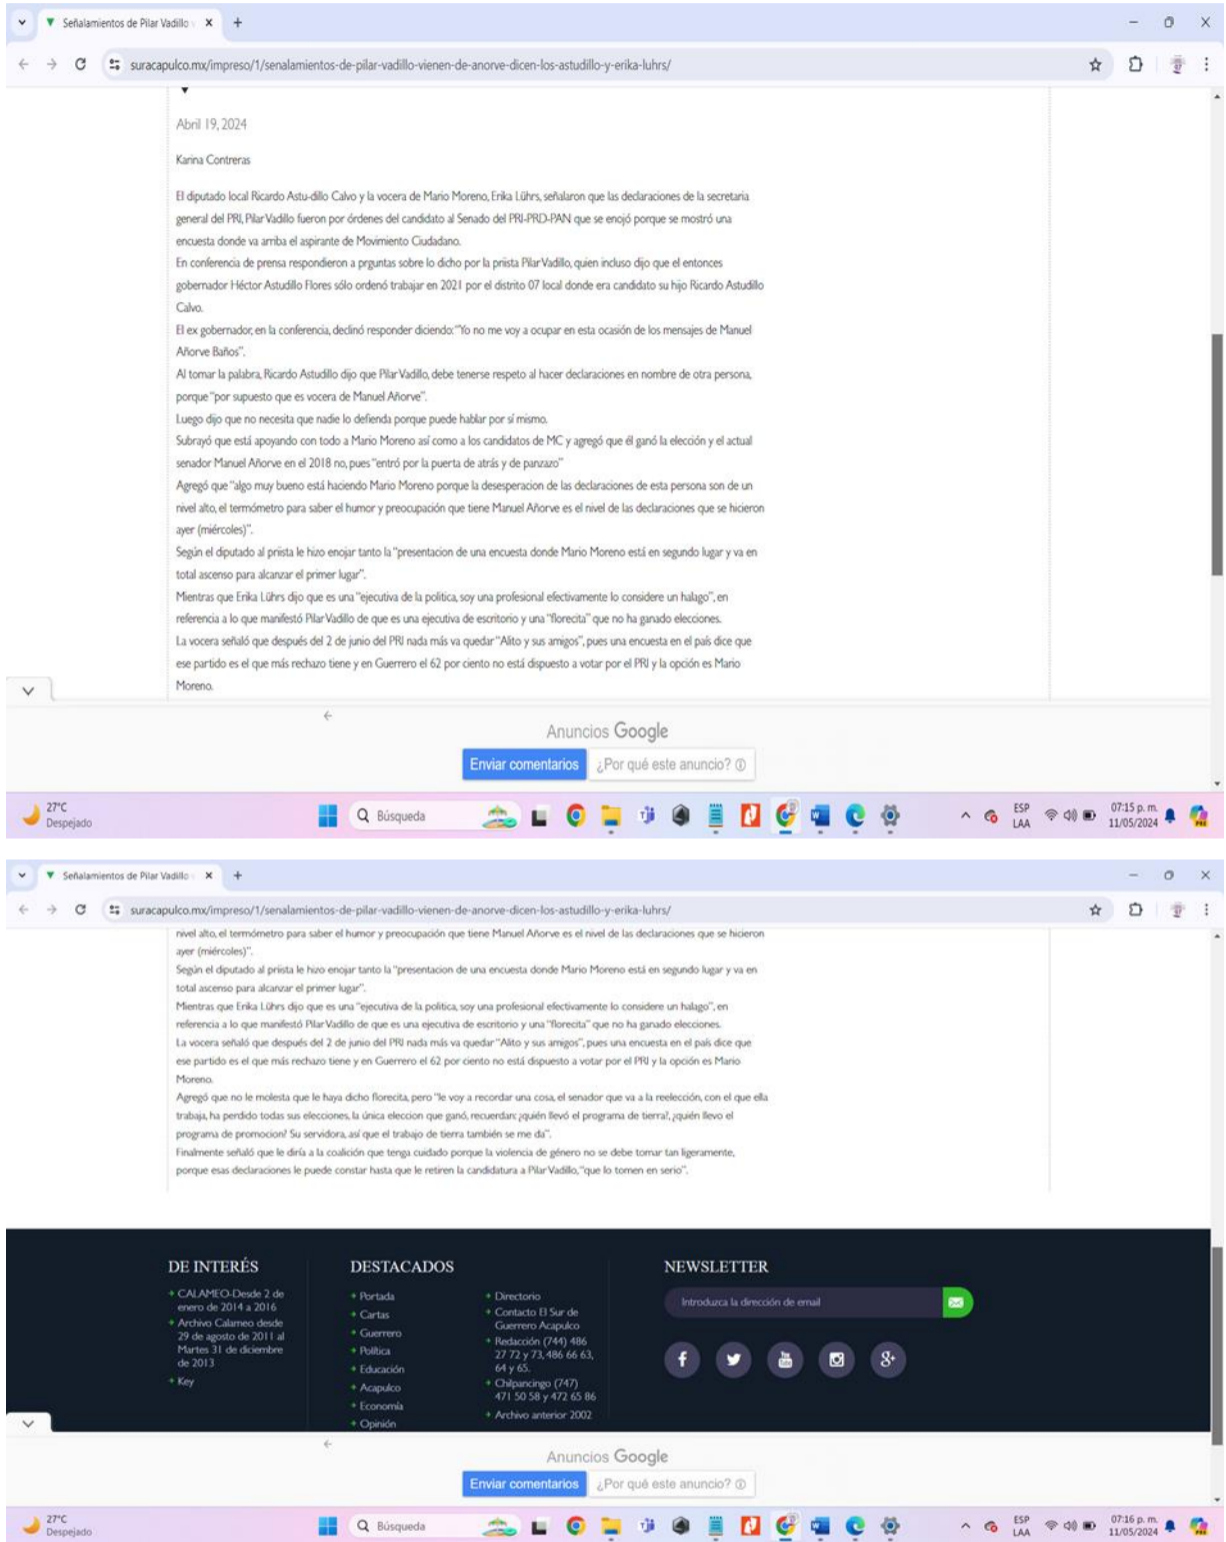 Señalamientos de Pilar Vadillo
suracapulco.mx/impreso/1/senalamientos-de-pilar-vadillo-vienen-de-anorve-dicen-los-astudillo-y-erika-luhrs/
Abril 19, 2024
Karina Contreras
El diputado local Ricardo Astu-dillo Calvo y la vocera de Mario Moreno, Erika Lührs, señalaron que las declaraciones de la secretaria
general del PRI, Pilar Vadillo fueron por órdenes del candidato al Senado del PRI-PRD-PAN que se enojó porque se mostró una
encuesta donde va arriba el aspirante de Movimiento Ciudadano.
En conferencia de prensa respondieron a prguntas sobre lo dicho por la priista Pilar Vadillo, quien incluso dijo que el entonces
gobernador Héctor Astudillo Flores sólo ordenó trabajar en 2021 por el distrito 07 local donde era candidato su hijo Ricardo Astudillo
Calvo.
El ex gobernador, en la conferencia, declinó responder diciendo: "Yo no me voy a ocupar en esta ocasión de los mensajes de Manuel
Añorve Baños".
Al tomar la palabra, Ricardo Astudillo dijo que Pilar Vadillo, debe tenerse respeto al hacer declaraciones en nombre de otra persona,
porque "por supuesto que es vocera de Manuel Añorve".
Luego dijo que no necesita que nadie lo defienda porque puede hablar por sí mismo.
Subrayó que está apoyando con todo a Mario Moreno así como a los candidatos de MC y agregó que él ganó la elección y el actual
senador Manuel Añorve en el 2018 no, pues "entró por la puerta de atrás y de panzazo"
Agregó que "algo muy bueno está haciendo Mario Moreno porque la desesperacion de las declaraciones de esta persona son de un
nivel alto, el termómetro para saber el humor y preocupación que tiene Manuel Añorve es el nivel de las declaraciones que se hicieron
ayer (miércoles)".
Según el diputado al priista le hizo enojar tanto la "presentacion de una encuesta donde Mario Moreno está en segundo lugar y va en
total ascenso para alcanzar el primer lugar".
Mientras que Erika Lührs dijo que es una "ejecutiva de la politica, soy una profesional efectivamente lo considere un halago", en
referencia a lo que manifestó Pilar Vadillo de que es una ejecutiva de escritorio y una "florecita" que no ha ganado elecciones.
La vocera señaló que después del 2 de junio del PRI nada más va quedar "Alito y sus amigos", pues una encuesta en el país dice que
ese partido es el que más rechazo tiene y en Guerrero el 62 por ciento no está dispuesto a votar por el PRI y la opción es Mario
Moreno.
Anuncios Google
Enviar comentarios ¿Por qué este anuncio?
27°C
Despejado
Búsqueda
ESP
LAA
07:15 p. m.
11/05/2024
Señalamientos de Pilar Vadillo
suracapulco.mx/impreso/1/senalamientos-de-pilar-vadillo-vienen-de-anorve-dicen-los-astudillo-y-erika-luhrs/
nivel alto, el termómetro para saber el humor y preocupación que tiene Manuel Añorve es el nivel de las declaraciones que se hicieron
ayer (miércoles)".
Según el diputado al priista le hizo enojar tanto la "presentacion de una encuesta donde Mario Moreno está en segundo lugar y va en
total ascenso para alcanzar el primer lugar".
Mientras que Erika Lührs dijo que es una "ejecutiva de la politica, soy una profesional efectivamente lo considere un halago", en
referencia a lo que manifestó Pilar Vadillo de que es una ejecutiva de escritorio y una "florecita" que no ha ganado elecciones.
La vocera señaló que después del 2 de junio del PRI nada más va quedar "Alito y sus amigos", pues una encuesta en el país dice que
ese partido es el que más rechazo tiene y en Guerrero el 62 por ciento no está dispuesto a votar por el PRI y la opción es Mario
Moreno.
Agregó que no le molesta que le haya dicho florecita, pero "le voy a recordar una cosa, el senador que va a la reelección, con el que ella
trabaja, ha perdido todas sus elecciones, la única eleccion que ganó, recuerdan: ¿quién llevó el programa de tierra?, ¿quién llevo el
programa de promocion? Su servidora, así que el trabajo de tierra también se me da".
Finalmente señaló que le diría a la coalición que tenga cuidado porque la violencia de género no se debe tomar tan ligeramente,
porque esas declaraciones le puede constar hasta que le retiren la candidatura a Pilar Vadillo, "que lo tomen en serio".
DE INTERÉS
CALAMEO-Desde 2 de
enero de 2014 a 2016
Archivo Calameo desde
29 de agosto de 2011 al
Martes 31 de diciembre
de 2013
Key
DESTACADOS
Portada
Cartas
Guerrero
Política
Educación
Acapulco
Economía
Opinión
Directorio
Contacto El Sur de
Guerrero Acapulco
Redacción (744) 486
27 72 y 73, 486 66 63,
64 y 65.
Chilpancingo (747)
471 50 58 y 472 65 86
Archivo anterior 2002
NEWSLETTER
Introduzca la dirección de email
Anuncios Google
Enviar comentarios ¿Por qué este anuncio?
27°C
Despejado
Búsqueda
ESP
LAA
07:16 p. m.
11/05/2024